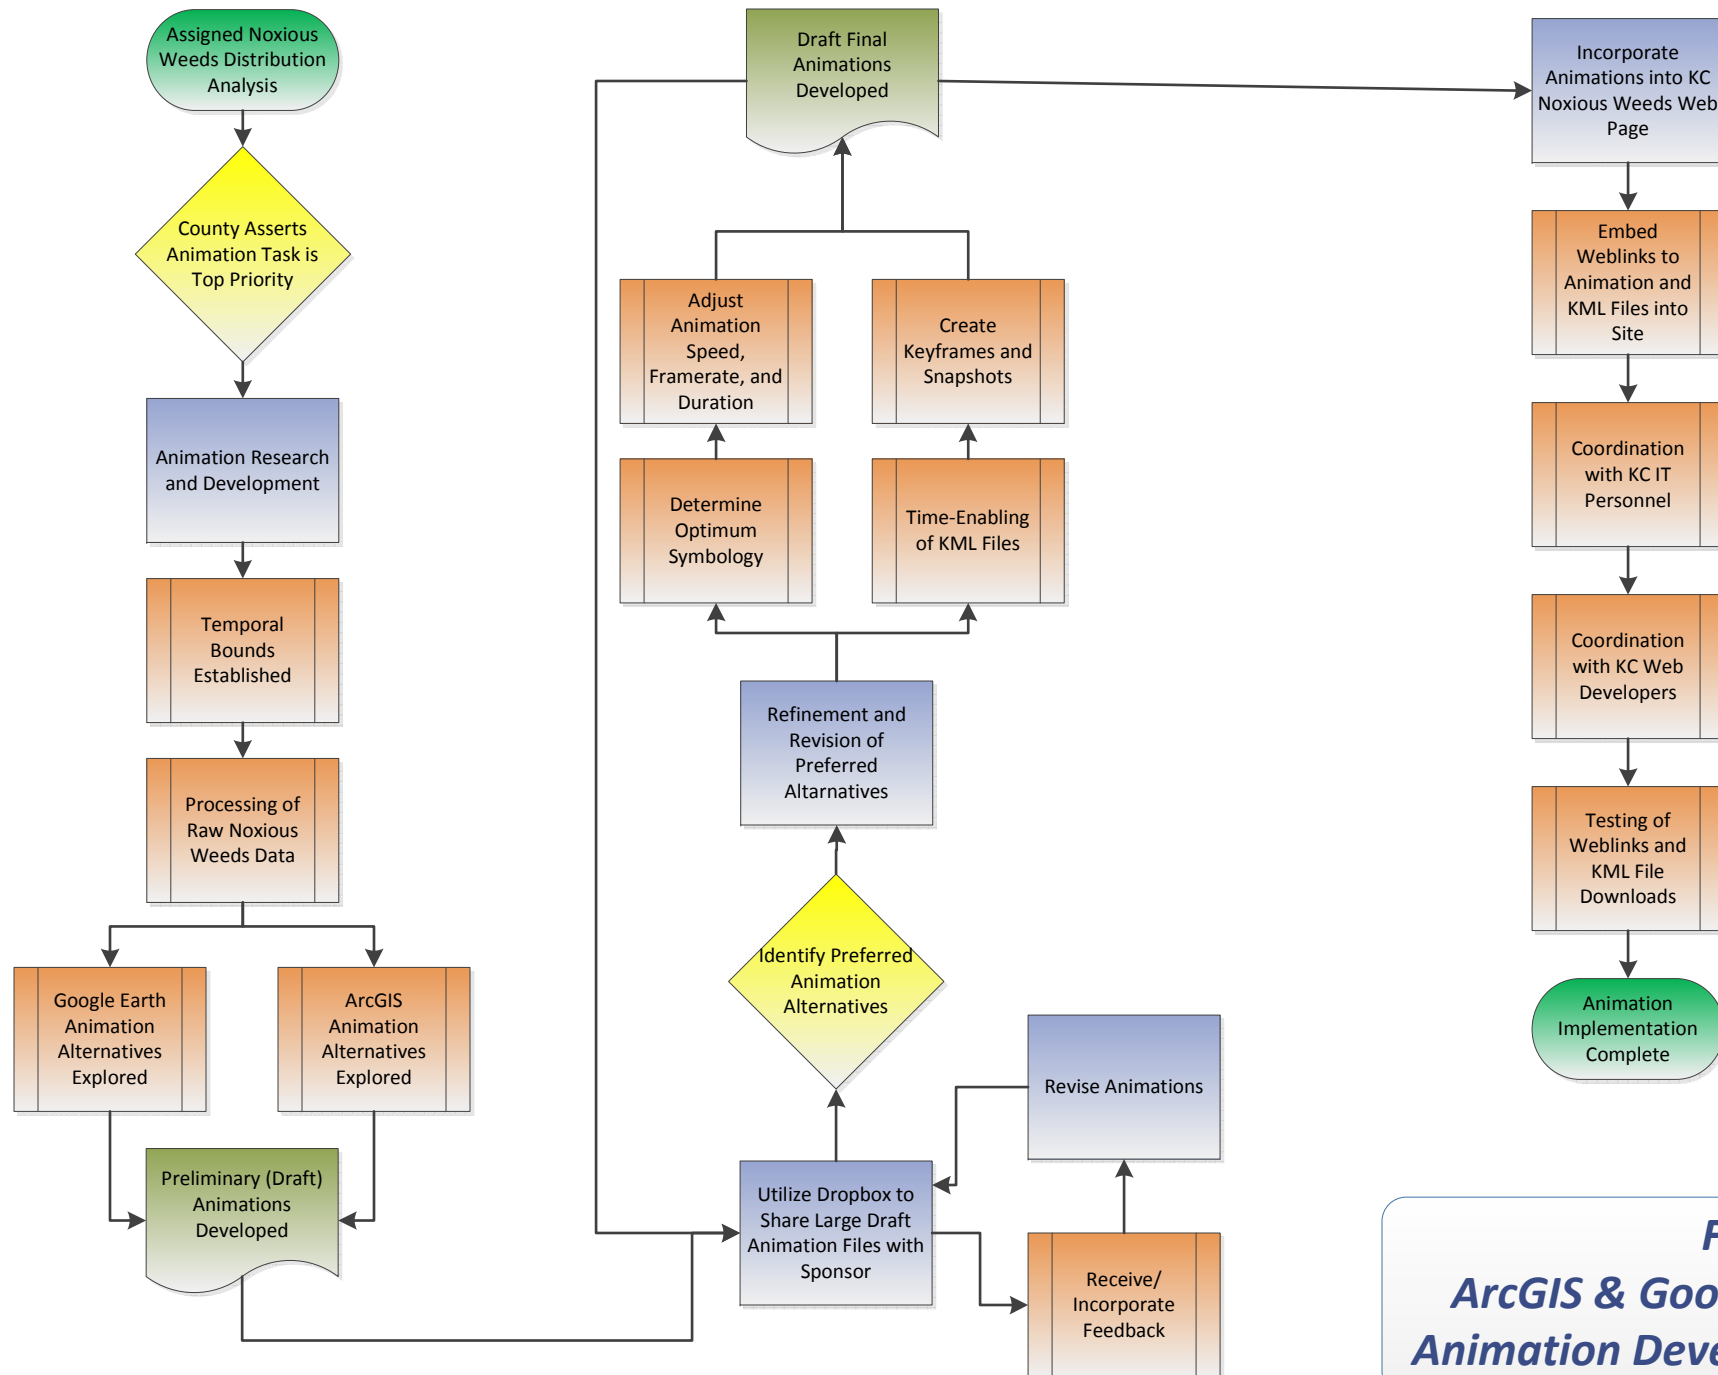 Assigned Noxious
Weeds Distribution
Analysis
County Asserts
Animation Task is
Top Priority
Animation Research
and Development
Temporal
Bounds
Established
Processing of
Raw Noxious
Weeds Data
Google Earth
Animation
Alternatives
Explored
ArcGIS
Animation
Alternatives
Explored
Preliminary (Draft)
Animations
Developed
Utilize Dropbox to
Share Large Draft
Animation Files with
Sponsor
Receive/
Incorporate
Feedback
Revise Animations
Identify Preferred
Animation
Alternatives
Refinement and
Revision of
Preferred
Altarnatives
Determine
Optimum
Symbology
Time-Enabling
of KML Files
Adjust
Animation
Speed,
Framerate, and
Duration
Create
Keyframes and
Snapshots
Draft Final
Animations
Developed
Incorporate
Animations into KC
Noxious Weeds Web
Page
Embed
Weblinks to
Animation and
KML Files into
Site
Coordination
with KC IT
Personnel
Coordination
with KC Web
Developers
Testing of
Weblinks and
KML File
Downloads
Animation
Implementation
Complete
ArcGIS & Goo
Animation Deve